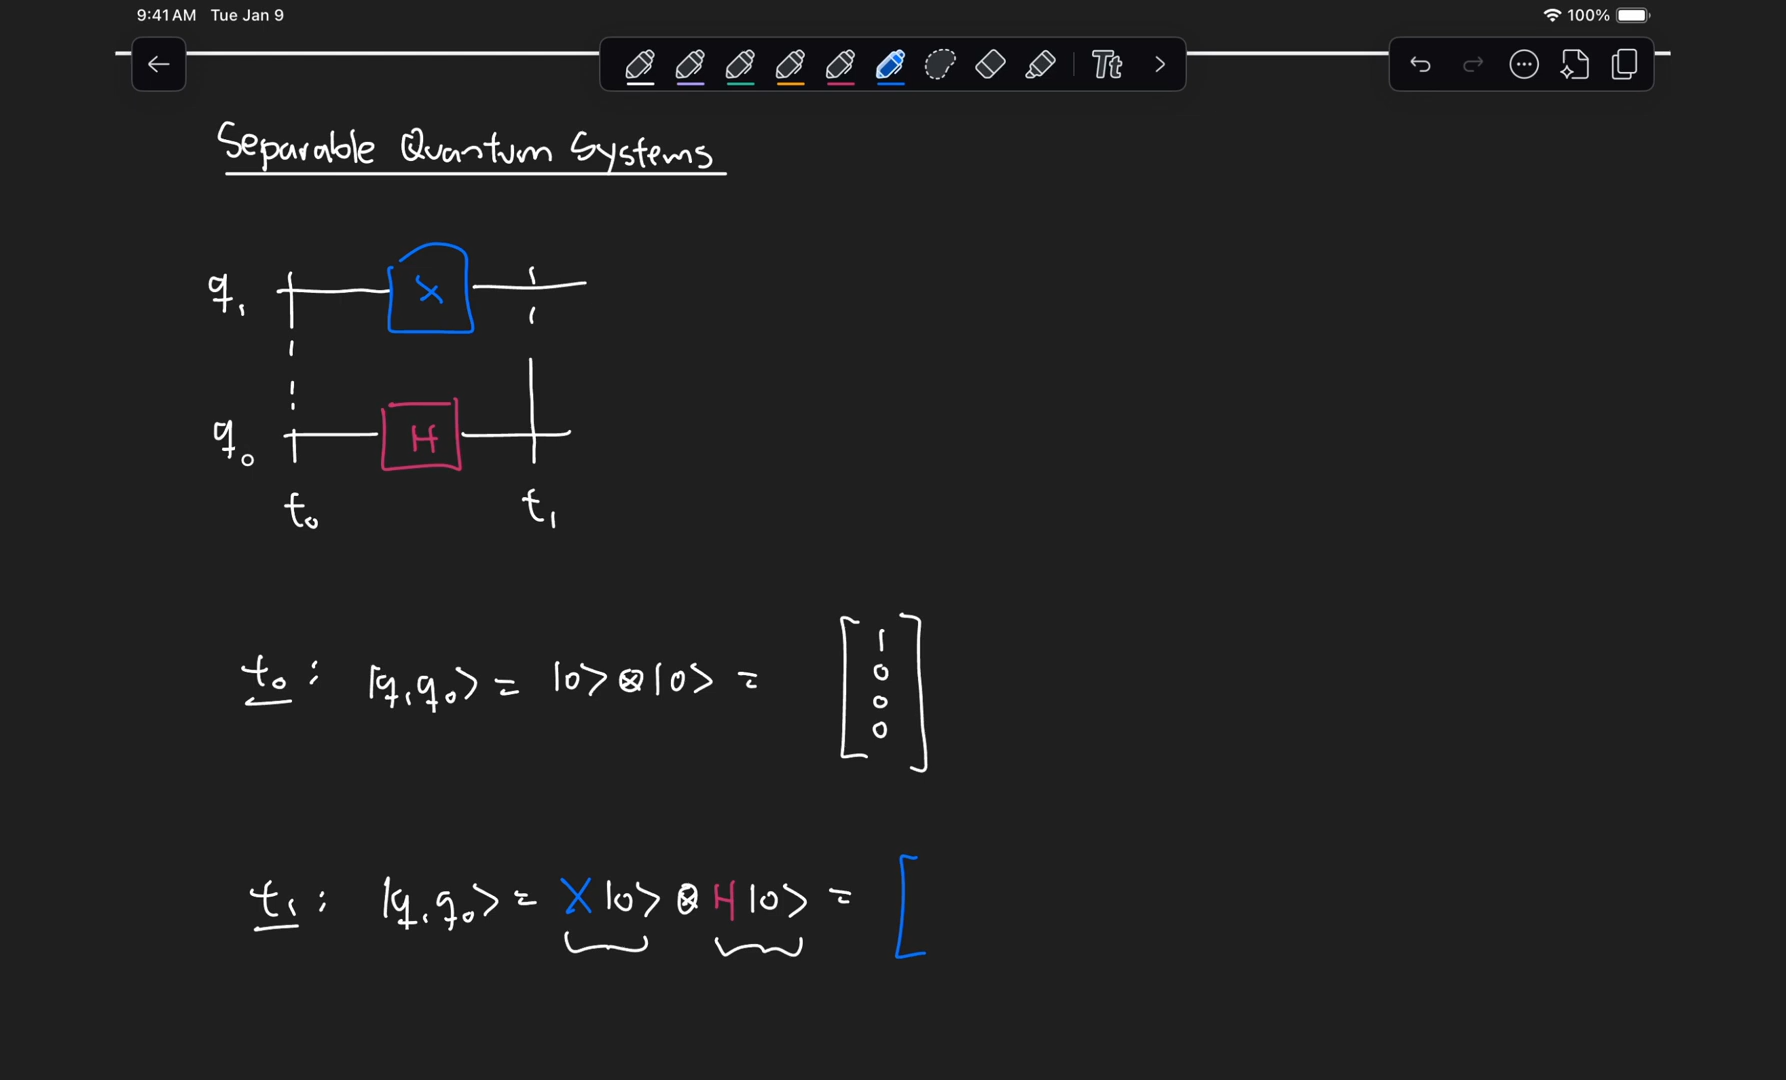 9:41 AM Tue Jan 9
100%
Tt
Separable Quantum Systems
q₁
X
q₀
H
t₀
t₁
t₀ : |q₁q₀⟩ = |0⟩ ⊗ |0⟩ = [1 0 0 0]
t₁ : |q₁q₀⟩ = X|0⟩ ⊗ H|0⟩ = [